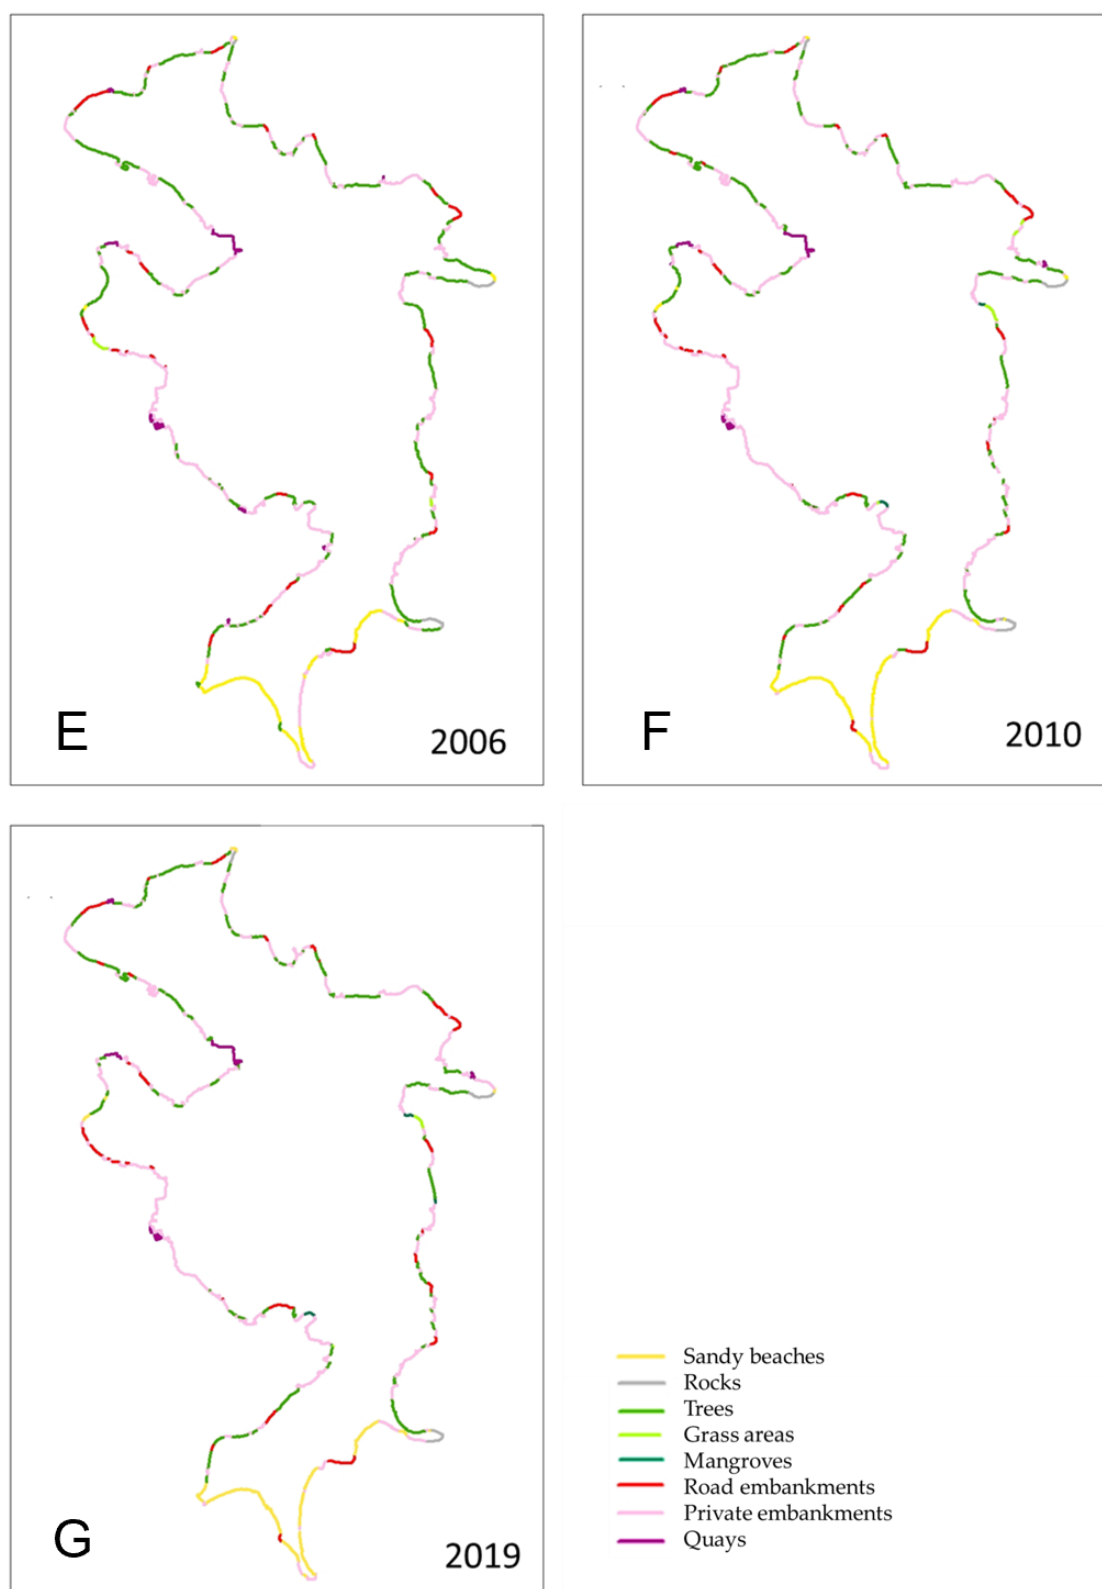 E
2006
F
2010
G
2019
Sandy beaches
Rocks
Trees
Grass areas
Mangroves
Road embankments
Private embankments
Quays